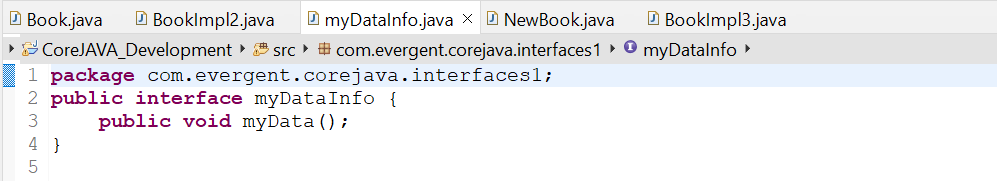 Book.java BookImpl2.java myDataInfo.java NewBook.java BookImpl3.java
CoreJAVA_Development src com.evergent.corejava.interfaces1 myDataInfo
1 package com.evergent.corejava.interfaces1;
2 public interface myDataInfo {
3 public void myData();
4 }
5